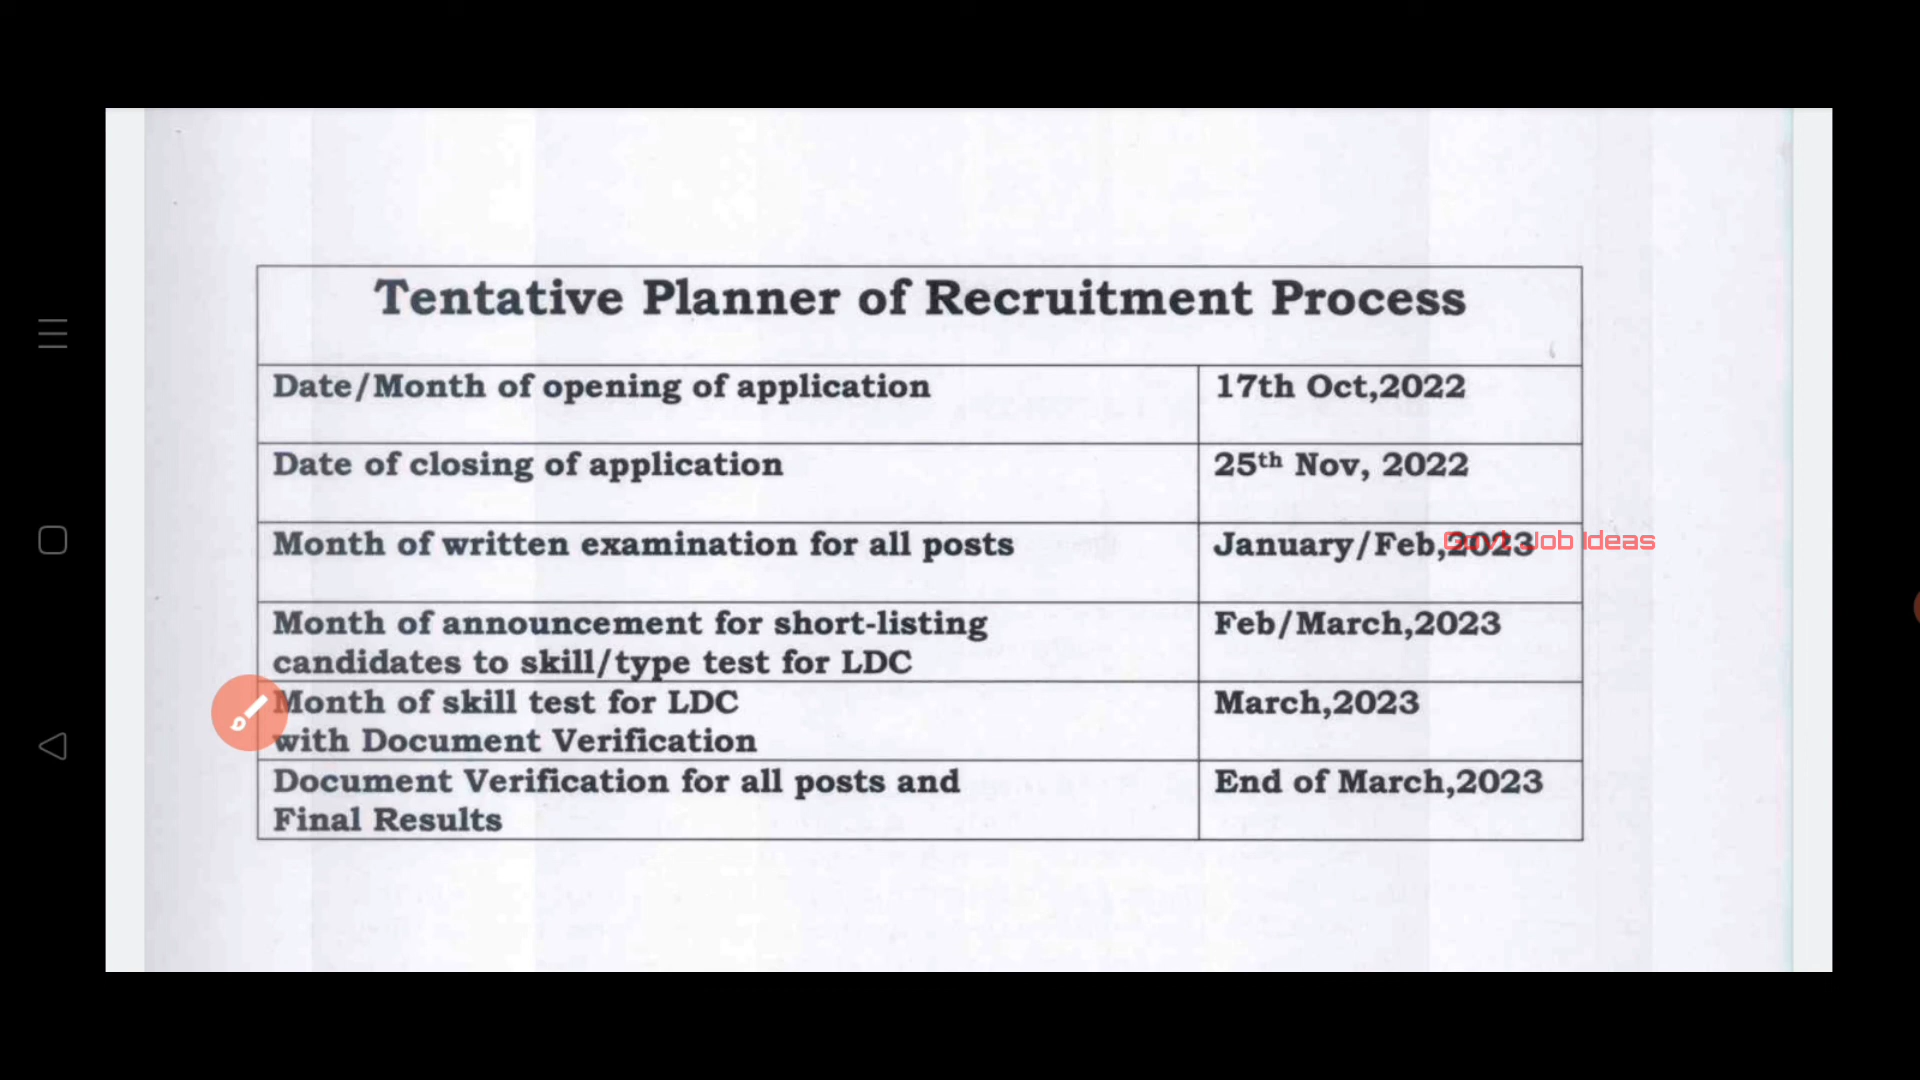 Tentative Planner of Recruitment Process
Date/Month of opening of application 17th Oct,2022
Date of closing of application 25th Nov, 2022
Month of written examination for all posts January/Feb,2023
Govt Job Ideas
Month of announcement for short-listing Feb/March,2023
candidates to skill/type test for LDC
Month of skill test for LDC March,2023
with Document Verification
Document Verification for all posts and End of March,2023
Final Results